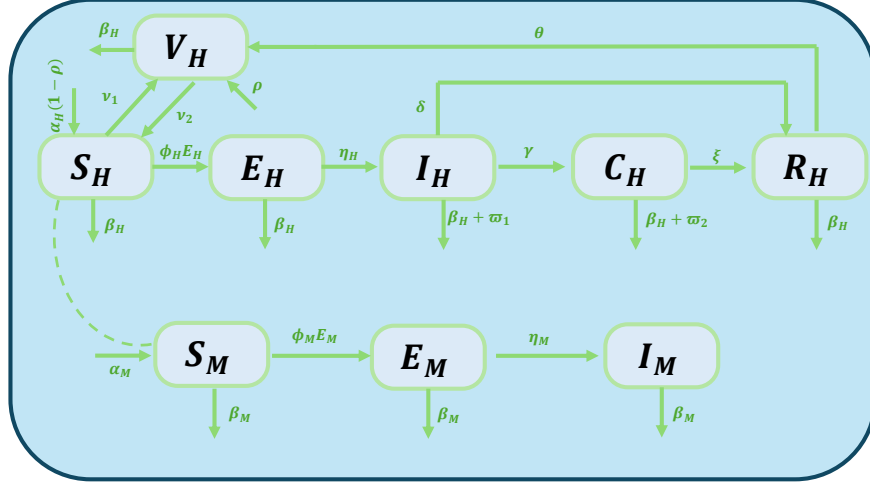 β_H V_H θ
α_H(1 − ρ) ν_1 ν_2 ρ δ
S_H ϕ_H E_H E_H η_H I_H γ C_H ξ R_H
β_H β_H β_H + ϖ_1 β_H + ϖ_2 β_H
α_M S_M ϕ_M E_M E_M η_M I_M
β_M β_M β_M